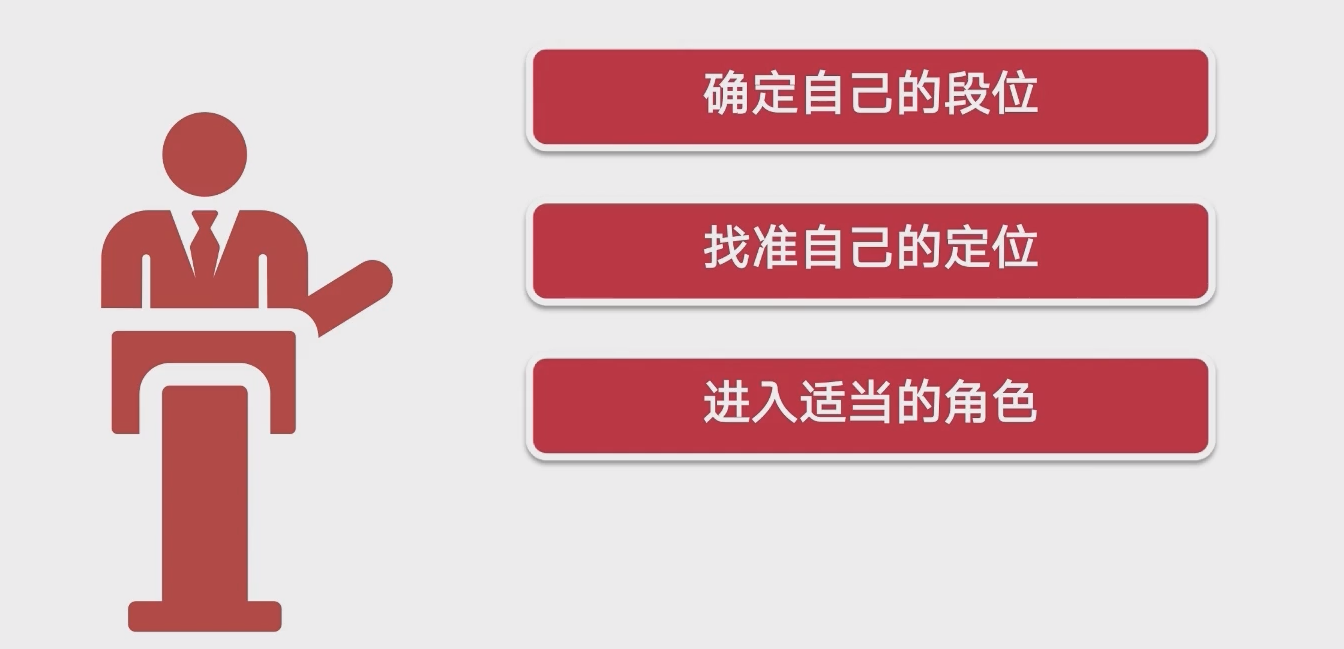 确定自己的段位
找准自己的定位
进入适当的角色